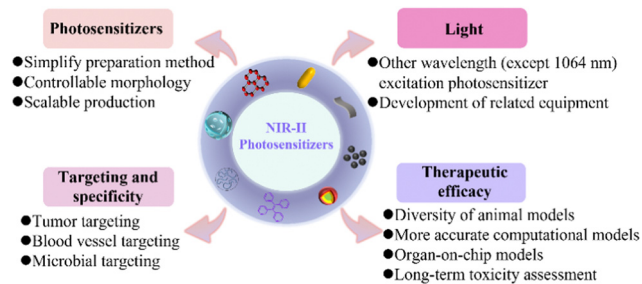 Photosensitizers
●Simplify preparation method
●Controllable morphology
●Scalable production
Light
●Other wavelength (except 1064 nm)
excitation photosensitizer
●Development of related equipment
NIR-II
Photosensitizers
Targeting and
specificity
●Tumor targeting
●Blood vessel targeting
●Microbial targeting
Therapeutic
efficacy
●Diversity of animal models
●More accurate computational models
●Organ-on-chip models
●Long-term toxicity assessment